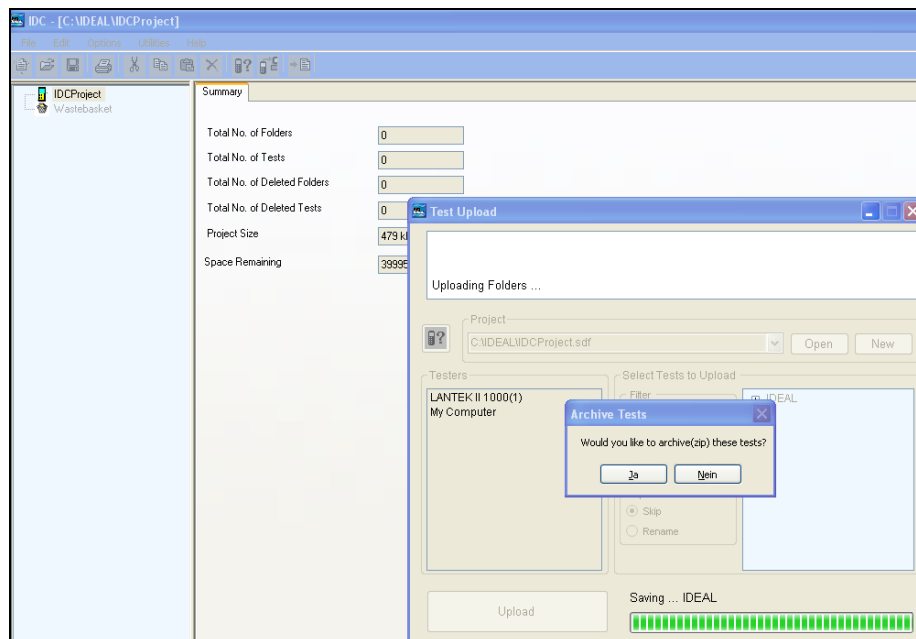 IDC - [C:\IDEAL\IDCProject]
File Edit Options Utilities Help
IDCProject
Wastebasket
Summary
Total No. of Folders 0
Total No. of Tests 0
Total No. of Deleted Folders 0
Total No. of Deleted Tests 0
Project Size 479
Space Remaining 39995
Test Upload
Uploading Folders ...
Project
C:\IDEAL\IDCProject.sdf
Open New
Testers
LANTEK II 1000(1)
My Computer
Select Tests to Upload
Filter
IDEAL
Archive Tests
Would you like to archive(zip) these tests?
Ja Nein
Skip
Rename
Upload
Saving ... IDEAL